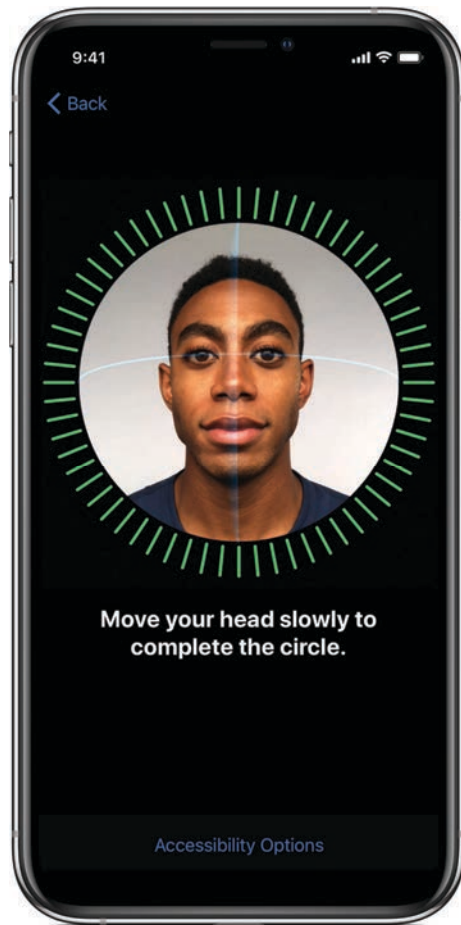 9:41
Back
Move your head slowly to
complete the circle.
Accessibility Options